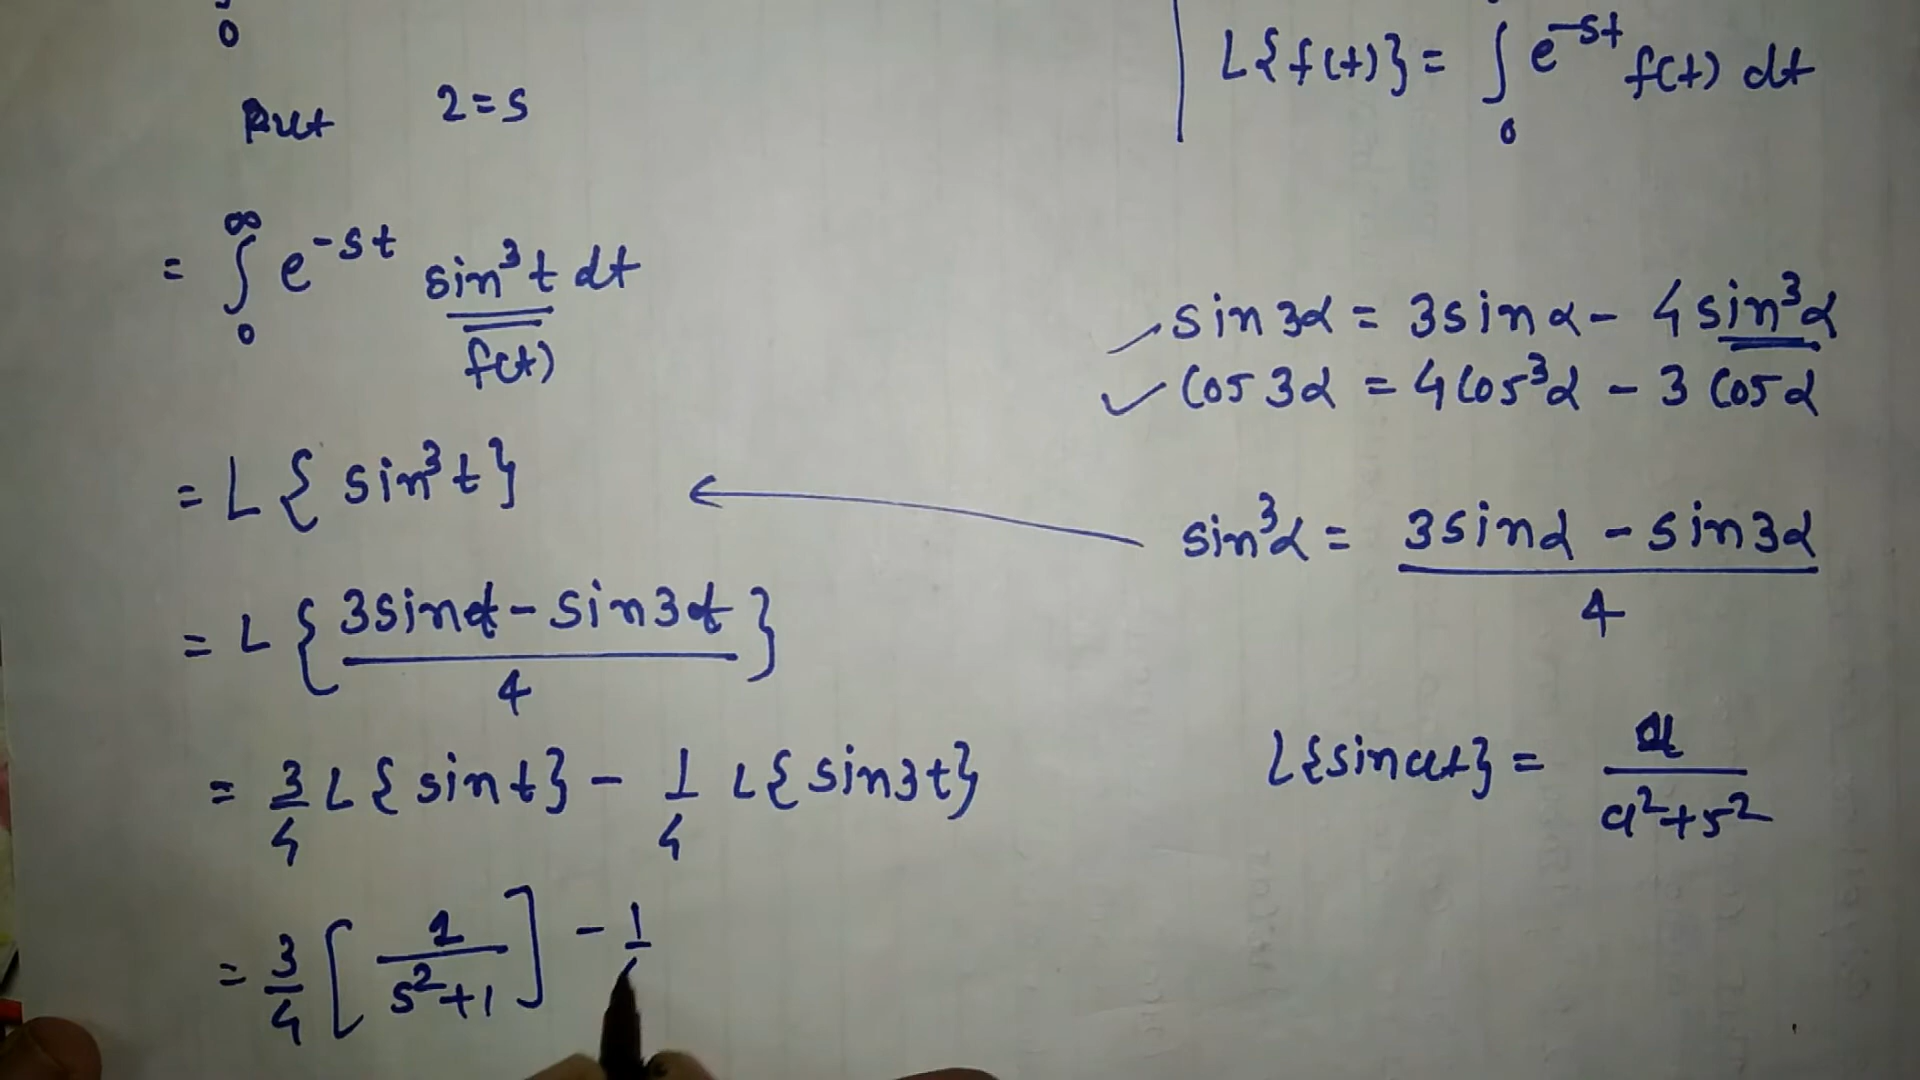 0
Put 2=s
= ∫₀^∞ e^{-st} sin³t dt
f(t)
= L{ sin³t}
= L{ (3sint - sin3t)/4 }
= 3/4 L{sint} - 1/4 L{sin3t}
= 3/4 [ 1/(s²+1) ] - 1/
L{f(t)} = ∫₀ e^{-st} f(t) dt
sin3α = 3sinα - 4sin³α
✓ cos3α = 4cos³α - 3cosα
sin³α = (3sinα - sin3α)/4
L{sinat} = a/(a²+s²)